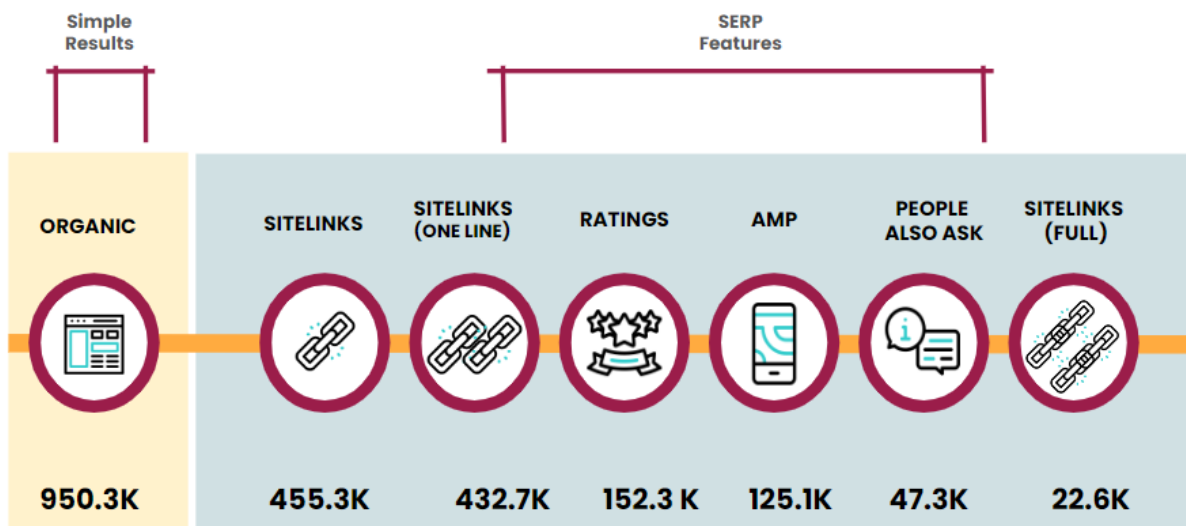 Simple
Results
SERP
Features
ORGANIC
SITELINKS
SITELINKS
(ONE LINE)
RATINGS
AMP
PEOPLE
ALSO ASK
SITELINKS
(FULL)
i
950.3K
455.3K
432.7K
152.3 K
125.1K
47.3K
22.6K